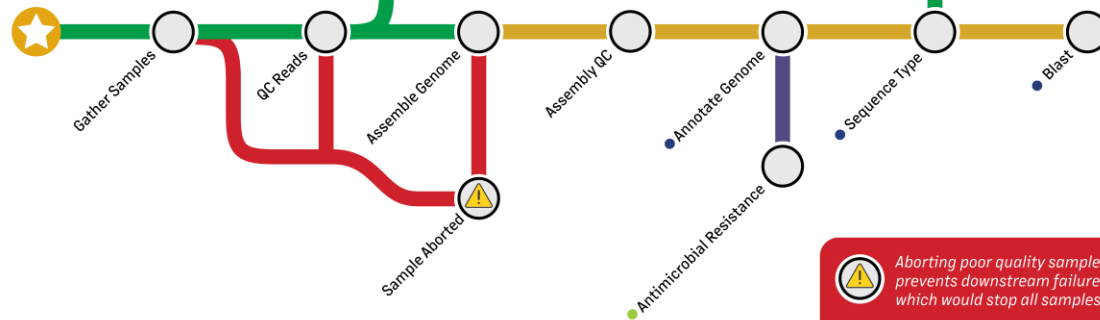 Gather Samples
QC Reads
Assemble Genome
Assembly QC
Annotate Genome
Sequence Type
Blast
Sample Aborted
Antimicrobial Resistance
Aborting poor quality sample
prevents downstream failure
which would stop all samples